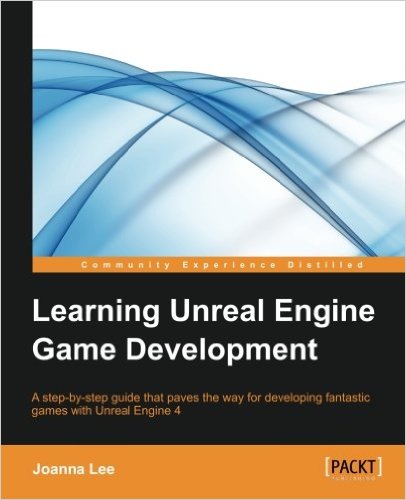 Community Experience Distilled
Learning Unreal Engine
Game Development
A step-by-step guide that paves the way for developing fantastic
games with Unreal Engine 4
Joanna Lee
[PACKT]
PUBLISHING